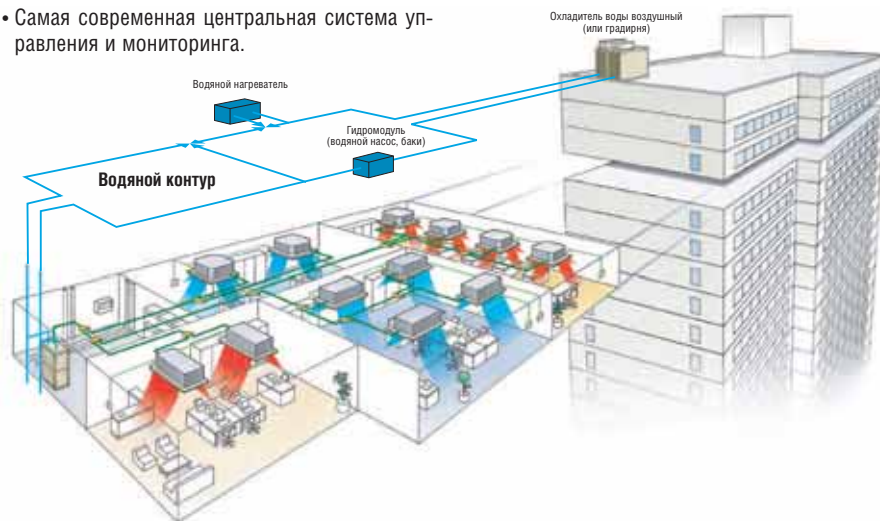 • Самая современная центральная система уп-
равления и мониторинга.
Охладитель воды воздушный
(или градирня)
Водяной нагреватель
Гидромодуль
(водяной насос, баки)
Водяной контур